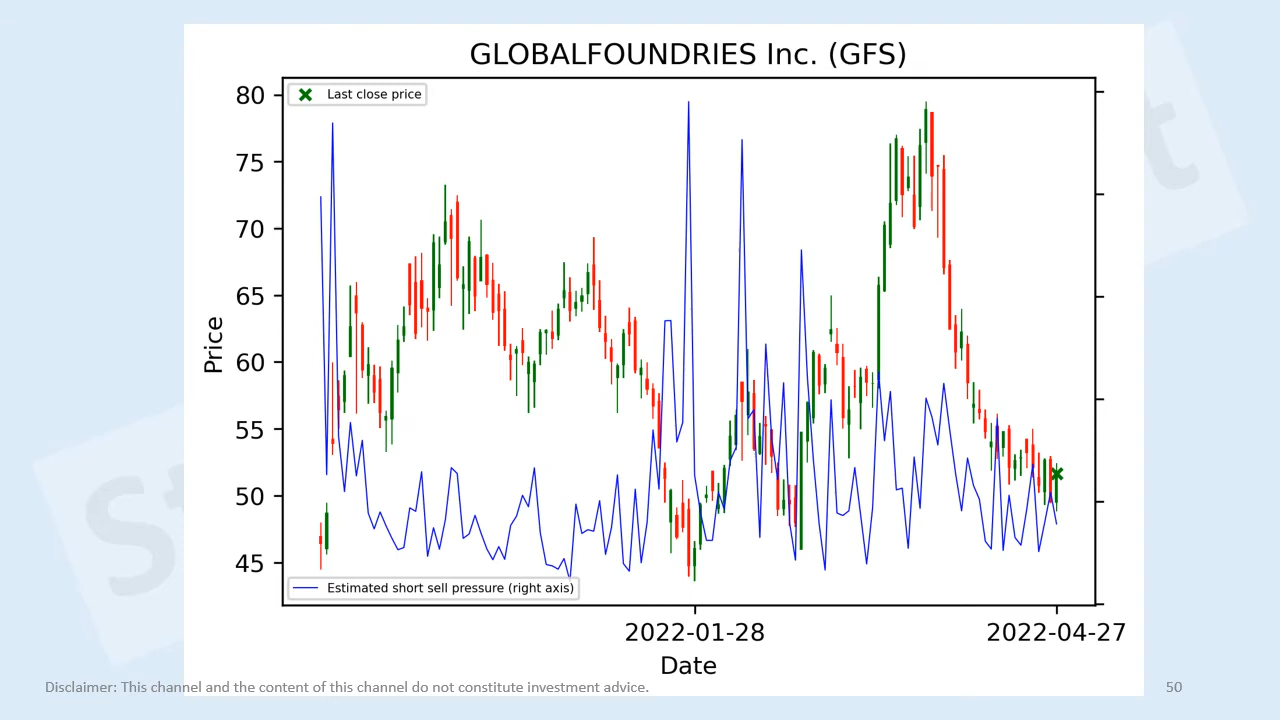 GLOBALFOUNDRIES Inc. (GFS)
Last close price
80
75
70
65
60
55
50
45
Price
Estimated short sell pressure (right axis)
2022-01-28
2022-04-27
Date
Disclaimer: This channel and the content of this channel do not constitute investment advice.
50